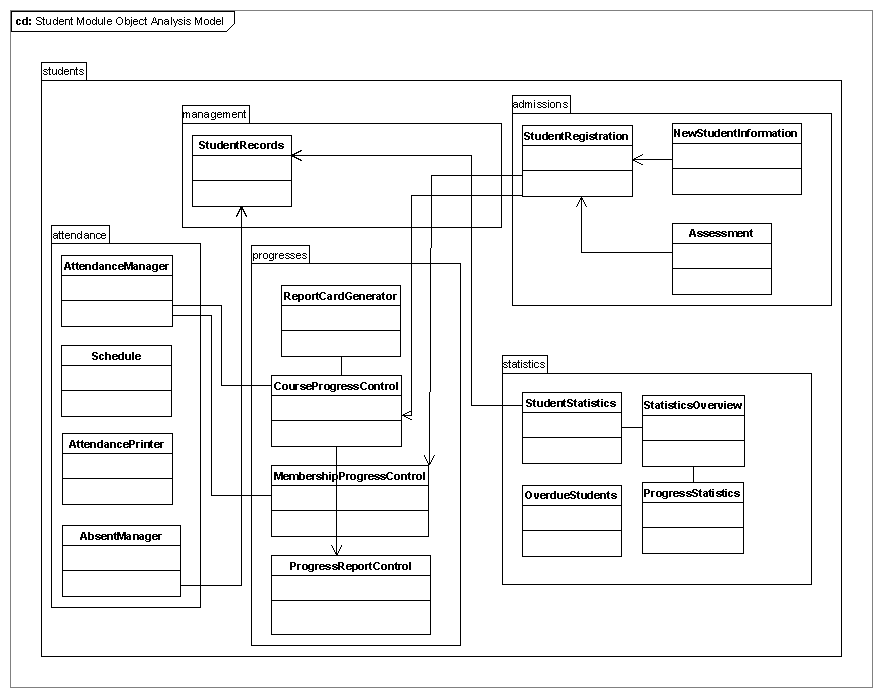 cd: Student Module Object Analysis Model
students
management
StudentRecords
admissions
StudentRegistration
NewStudentInformation
Assessment
attendance
AttendanceManager
Schedule
AttendancePrinter
AbsentManager
progresses
ReportCardGenerator
CourseProgressControl
MembershipProgressControl
ProgressReportControl
statistics
StudentStatistics
StatisticsOverview
OverdueStudents
ProgressStatistics